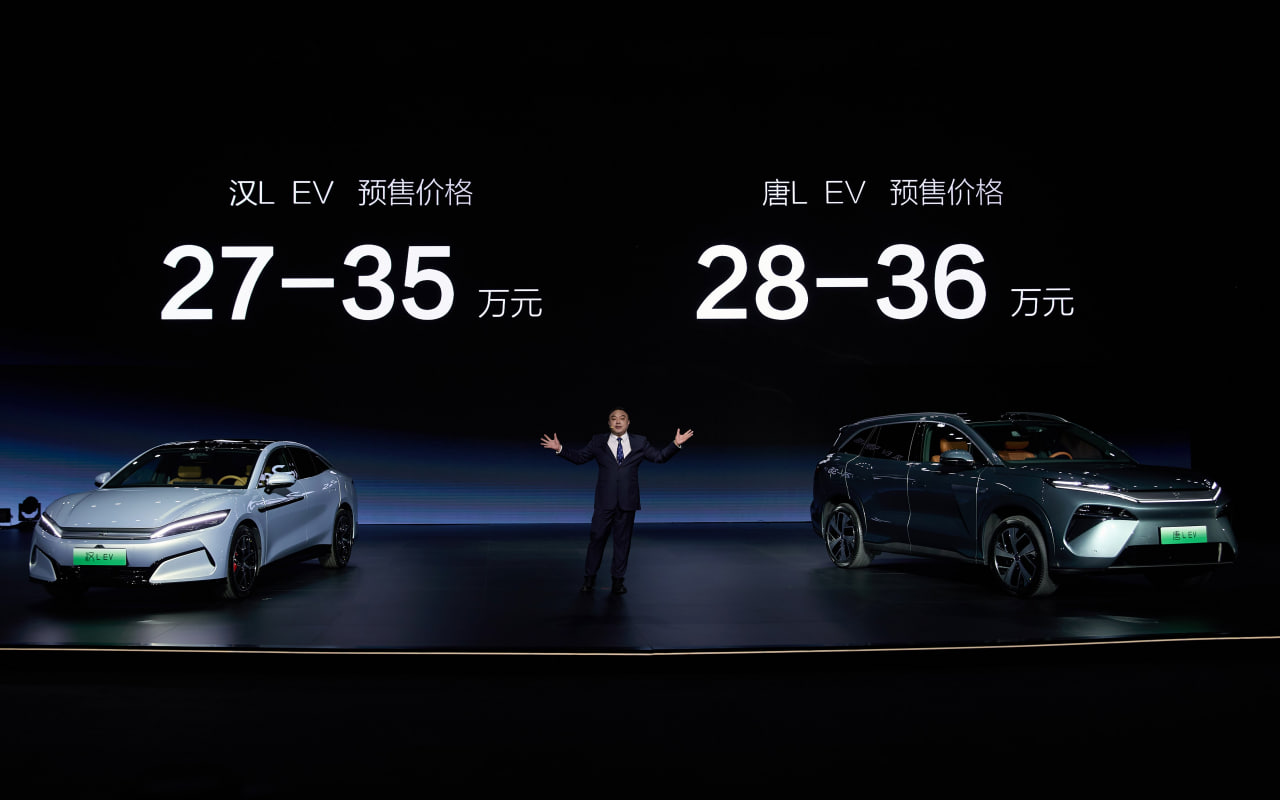 汉L EV 预售价格
27-35 万元
唐L EV 预售价格
28-36 万元
汉L EV
唐L EV